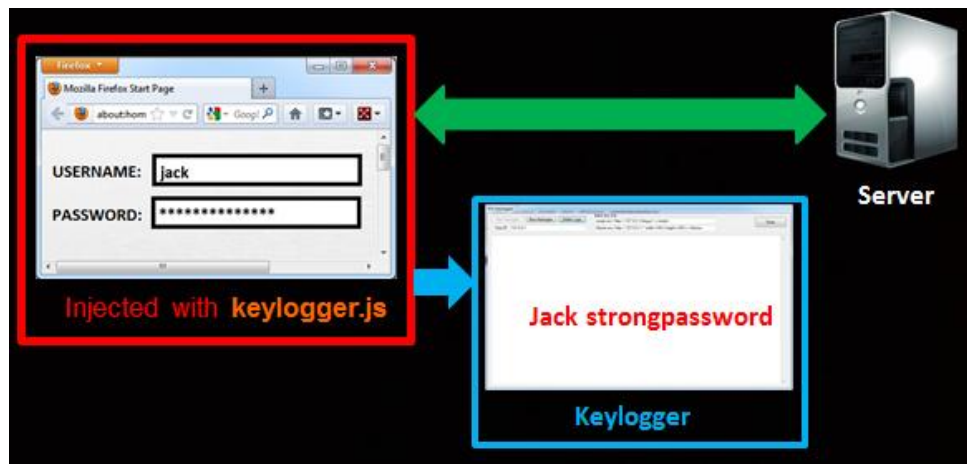 Firefox
Mozilla Firefox Start Page
about:hom
Googl
USERNAME: jack
PASSWORD: **************
Injected with keylogger.js
Server
Jack strongpassword
Keylogger